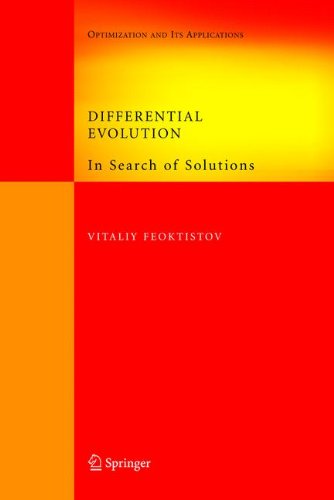 OPTIMIZATION AND ITS APPLICATIONS
DIFFERENTIAL
EVOLUTION
In Search of Solutions
VITALIY FEOKTISTOV
Springer